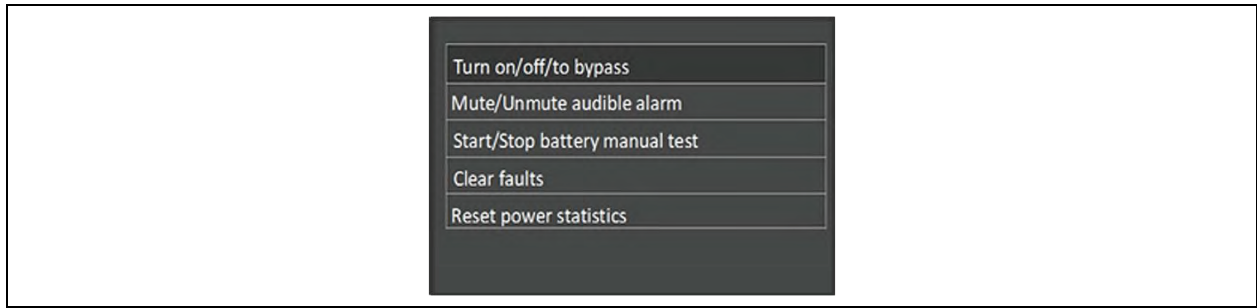 Turn on/off/to bypass
Mute/Unmute audible alarm
Start/Stop battery manual test
Clear faults
Reset power statistics